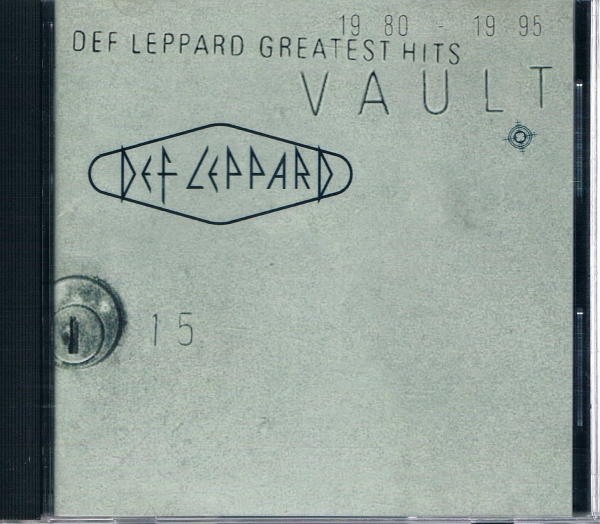 19 80 - 19 95
DEF LEPPARD GREATEST HITS
VAULT
DEF LEPPARD
15